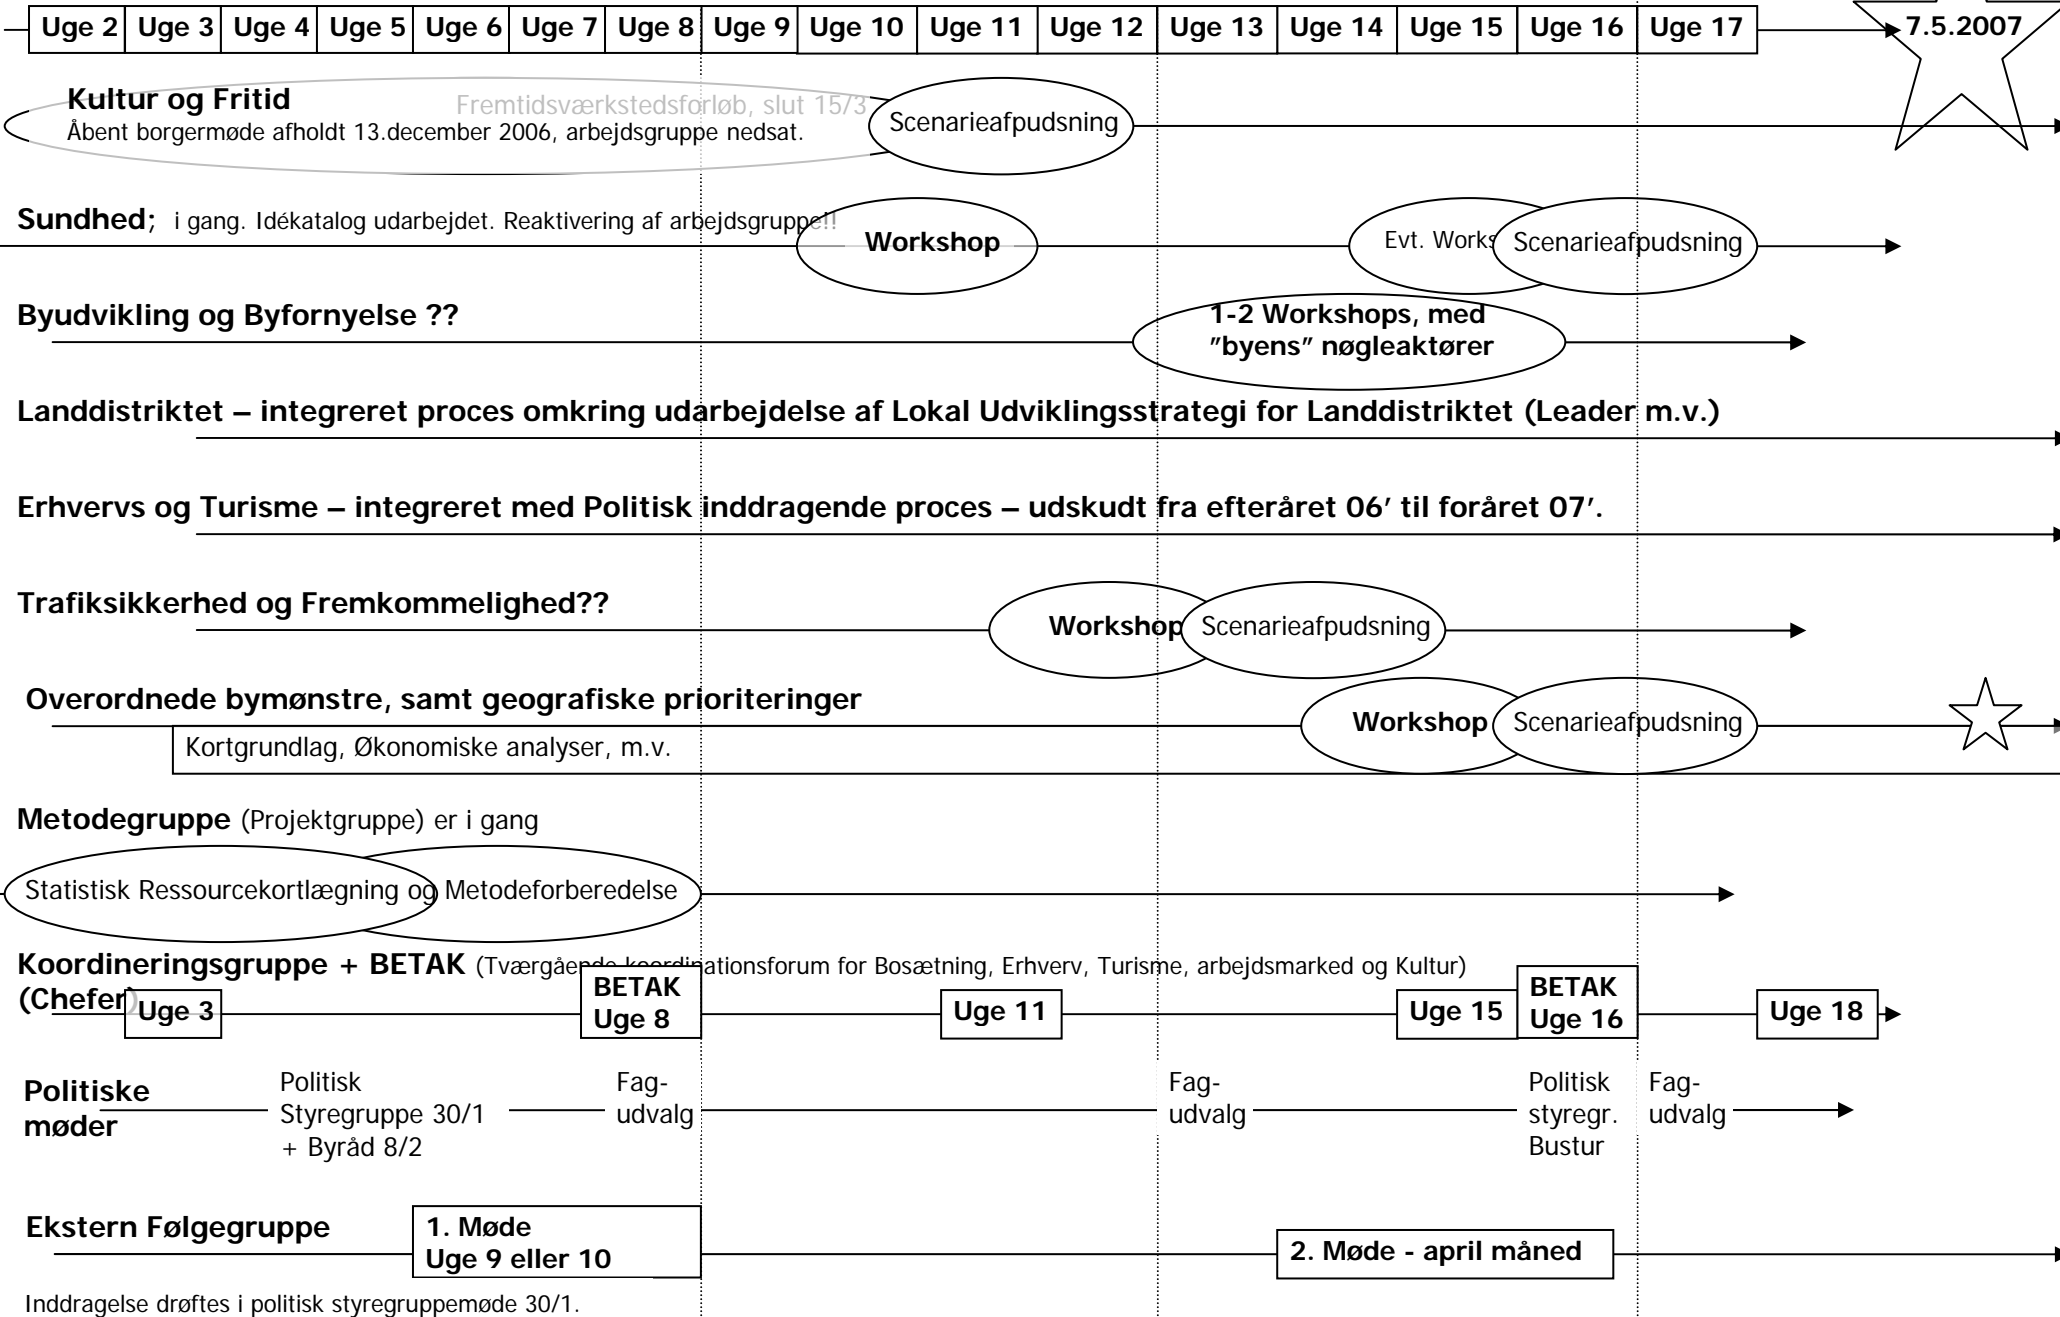 Uge 2 Uge 3 Uge 4 Uge 5 Uge 6 Uge 7 Uge 8 Uge 9 Uge 10 Uge 11 Uge 12 Uge 13 Uge 14 Uge 15 Uge 16 Uge 17 7.5.2007
Kultur og Fritid
Fremtidsværkstedsforløb, slut 15/3
Åbent borgermøde afholdt 13.december 2006, arbejdsgruppe nedsat.
Scenarieafpudsning
Sundhed; i gang. Idékatalog udarbejdet. Reaktivering af arbejdsgruppe!!
Workshop
Evt. Works
Scenarieafpudsning
Byudvikling og Byfornyelse ??
1-2 Workshops, med
”byens” nøgleaktører
Landdistriktet – integreret proces omkring udarbejdelse af Lokal Udviklingsstrategi for Landdistriktet (Leader m.v.)
Erhvervs og Turisme – integreret med Politisk inddragende proces – udskudt fra efteråret 06’ til foråret 07’.
Trafiksikkerhed og Fremkommelighed??
Workshop
Scenarieafpudsning
Overordnede bymønstre, samt geografiske prioriteringer
Workshop
Scenarieafpudsning
Kortgrundlag, Økonomiske analyser, m.v.
Metodegruppe (Projektgruppe) er i gang
Statistisk Ressourcekortlægning og Metodeforberedelse
Koordineringsgruppe + BETAK (Tværgående koordinationsforum for Bosætning, Erhverv, Turisme, arbejdsmarked og Kultur)
(Chefer)
Uge 3
BETAK
Uge 8
Uge 11
Uge 15
BETAK
Uge 16
Uge 18
Politiske
møder
Politisk
Styregruppe 30/1
+ Byråd 8/2
Fag-
udvalg
Fag-
udvalg
Politisk
styregr.
Bustur
Fag-
udvalg
Ekstern Følgegruppe
1. Møde
Uge 9 eller 10
2. Møde - april måned
Inddragelse drøftes i politisk styregruppemøde 30/1.